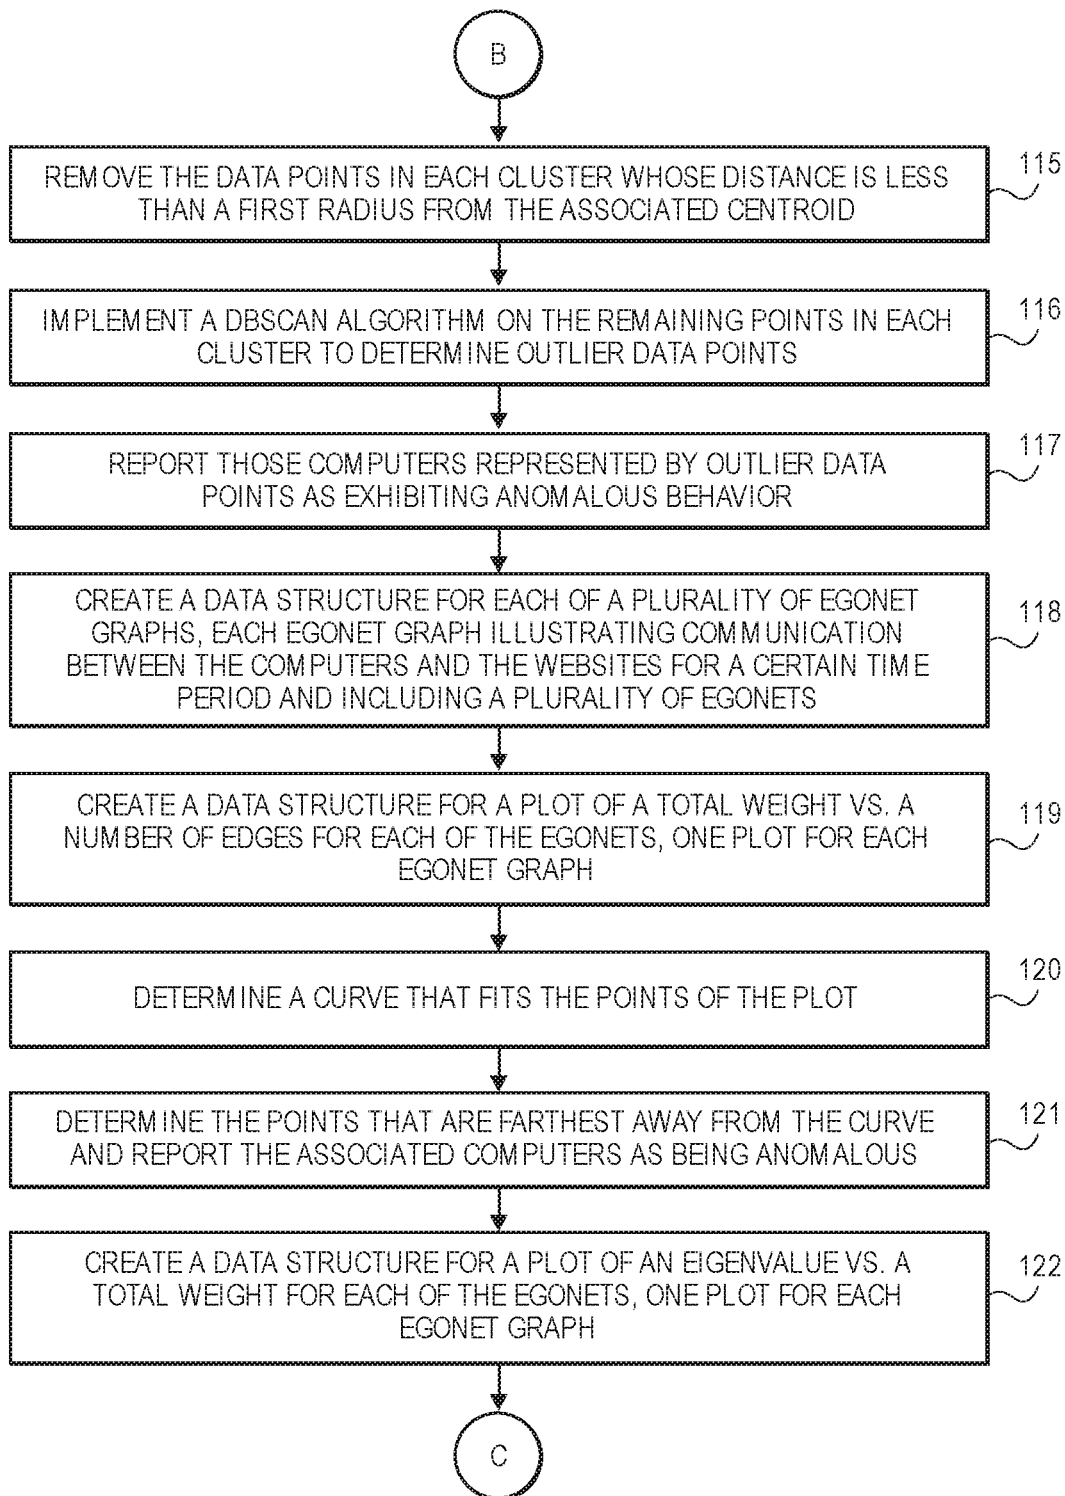 B
REMOVE THE DATA POINTS IN EACH CLUSTER WHOSE DISTANCE IS LESS
THAN A FIRST RADIUS FROM THE ASSOCIATED CENTROID
115
IMPLEMENT A DBSCAN ALGORITHM ON THE REMAINING POINTS IN EACH
CLUSTER TO DETERMINE OUTLIER DATA POINTS
116
REPORT THOSE COMPUTERS REPRESENTED BY OUTLIER DATA
POINTS AS EXHIBITING ANOMALOUS BEHAVIOR
117
CREATE A DATA STRUCTURE FOR EACH OF A PLURALITY OF EGONET
GRAPHS, EACH EGONET GRAPH ILLUSTRATING COMMUNICATION
BETWEEN THE COMPUTERS AND THE WEBSITES FOR A CERTAIN TIME
PERIOD AND INCLUDING A PLURALITY OF EGONETS
118
CREATE A DATA STRUCTURE FOR A PLOT OF A TOTAL WEIGHT VS. A
NUMBER OF EDGES FOR EACH OF THE EGONETS, ONE PLOT FOR EACH
EGONET GRAPH
119
DETERMINE A CURVE THAT FITS THE POINTS OF THE PLOT
120
DETERMINE THE POINTS THAT ARE FARTHEST AWAY FROM THE CURVE
AND REPORT THE ASSOCIATED COMPUTERS AS BEING ANOMALOUS
121
CREATE A DATA STRUCTURE FOR A PLOT OF AN EIGENVALUE VS. A
TOTAL WEIGHT FOR EACH OF THE EGONETS, ONE PLOT FOR EACH
EGONET GRAPH
122
C